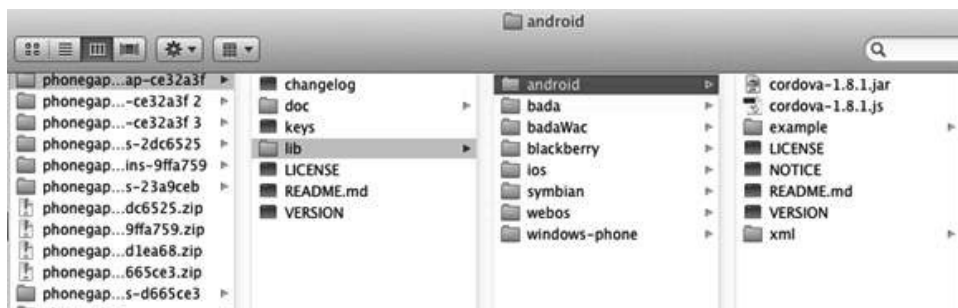 android
phonegap...ap-ce32a3f
phonegap...-ce32a3f 2
phonegap...-ce32a3f 3
phonegap...s-2dc6525
phonegap...ins-9ffa759
phonegap...s-23a9ceb
phonegap...dc6525.zip
phonegap...9ffa759.zip
phonegap...d1ea68.zip
phonegap...665ce3.zip
phonegap...s-d665ce3
changelog
doc
keys
lib
LICENSE
README.md
VERSION
android
bada
badaWac
blackberry
ios
symbian
webos
windows-phone
cordova-1.8.1.jar
cordova-1.8.1.js
example
LICENSE
NOTICE
README.md
VERSION
xml